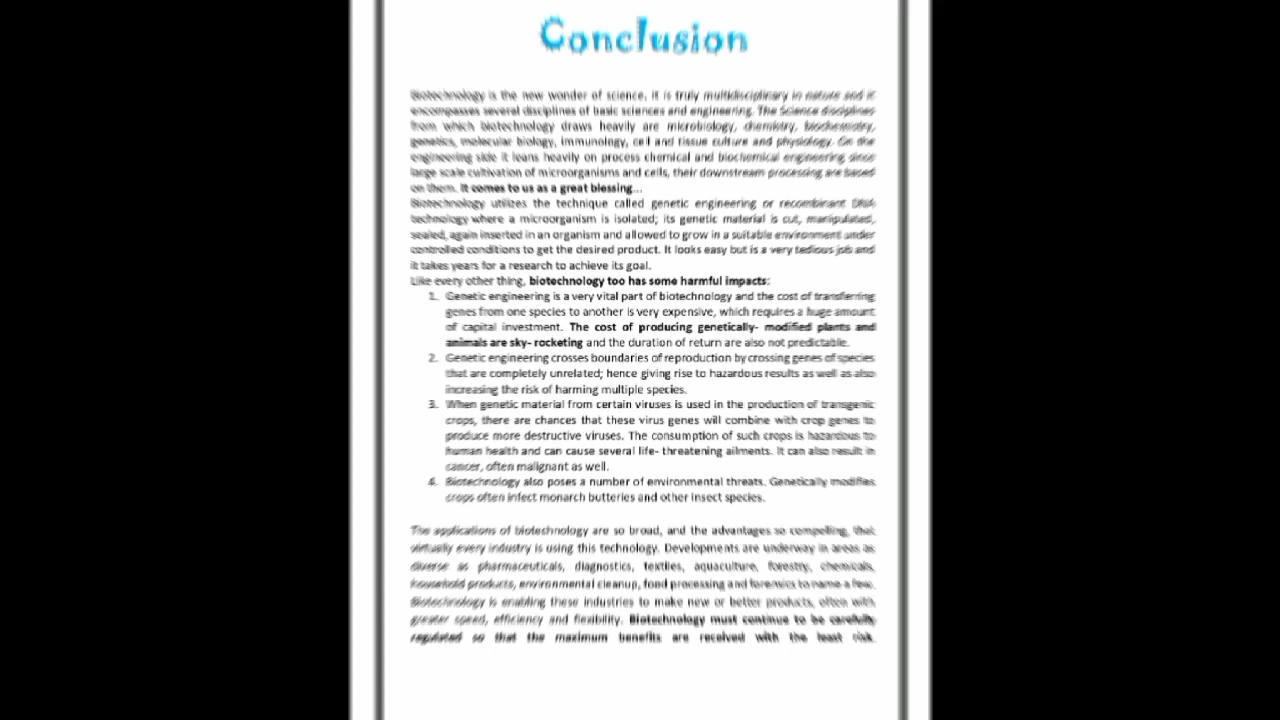 Conclusion
Biotechnology is the new wonder of science, it is truly multidisciplinary in nature and it
encompasses several disciplines of basic sciences and engineering. The Science disciplines
from which biotechnology draws heavily are microbiology, chemistry, biochemistry,
genetics, molecular biology, immunology, cell and tissue culture and physiology. On the
engineering side it leans heavily on process chemical and biochemical engineering since
large scale cultivation of microorganisms and cells, their downstream processing are based
on them. It comes to us as a great blessing...
Biotechnology utilizes the technique called genetic engineering or recombinant DNA
technology where a microorganism is isolated; its genetic material is cut, manipulated,
sealed, again inserted in an organism and allowed to grow in a suitable environment under
controlled conditions to get the desired product. It looks easy but is a very tedious job and
it takes years for a research to achieve its goal.
Like every other thing, biotechnology too has some harmful impacts:
1. Genetic engineering is a very vital part of biotechnology and the cost of transferring
genes from one species to another is very expensive, which requires a huge amount
of capital investment. The cost of producing genetically- modified plants and
animals are sky- rocketing and the duration of return are also not predictable.
2. Genetic engineering crosses boundaries of reproduction by crossing genes of species
that are completely unrelated; hence giving rise to hazardous results as well as also
increasing the risk of harming multiple species.
3. When genetic material from certain viruses is used in the production of transgenic
crops, there are chances that these virus genes will combine with crop genes to
produce more destructive viruses. The consumption of such crops is hazardous to
human health and can cause several life- threatening ailments. It can also result in
cancer, often malignant as well.
4. Biotechnology also poses a number of environmental threats. Genetically modifies
crops often infect monarch butteries and other insect species.
The applications of biotechnology are so broad, and the advantages so compelling, that
virtually every industry is using this technology. Developments are underway in areas as
diverse as pharmaceuticals, diagnostics, textiles, aquaculture, forestry, chemicals,
household products, environmental cleanup, food processing and forensics to name a few.
Biotechnology is enabling these industries to make new or better products, often with
greater speed, efficiency and flexibility. Biotechnology must continue to be carefully
regulated so that the maximum benefits are received with the least risk.